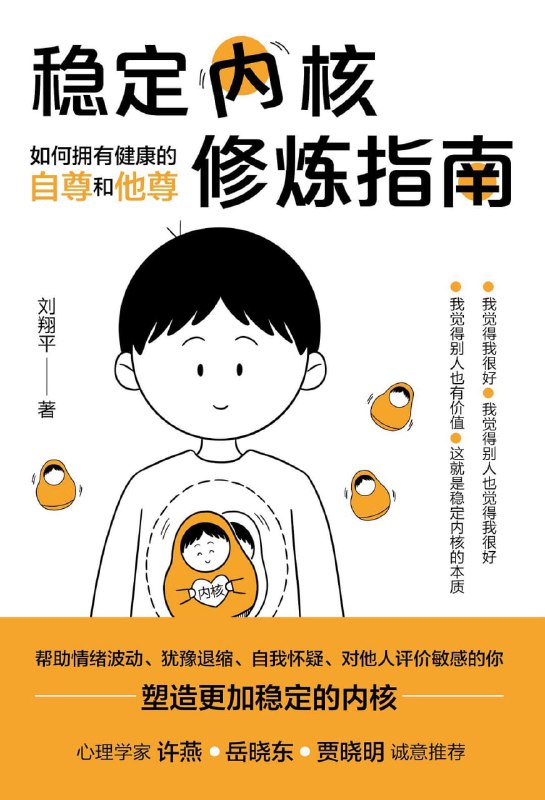 稳定内核
修炼指南
如何拥有健康的
自尊和他尊
刘翔平——著
●我觉得我很好●我觉得别人也觉得我很好
●我觉得别人也有价值●这就是稳定内核的本质
内核
帮助情绪波动、犹豫退缩、自我怀疑、对他人评价敏感的你
塑造更加稳定的内核
心理学家 许燕●岳晓东●贾晓明 诚意推荐